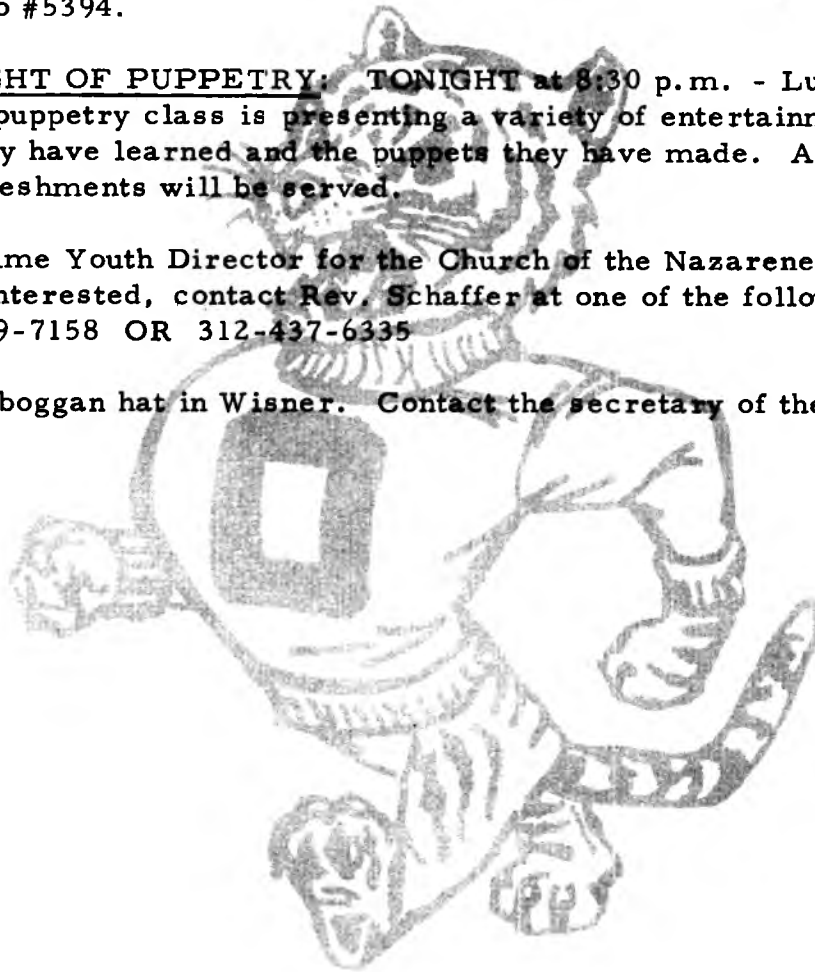 #5394.
GHT OF PUPPETRY: TONIGHT at 8:30 p.m. - Lu
puppetry class is presenting a variety of entertainm
y have learned and the puppets they have made. A
eshments will be served.
ame Youth Director for the Church of the Nazarene
nterested, contact Rev. Schaffer at one of the follo
9-7158 OR 312-437-6335
boggan hat in Wisner. Contact the secretary of the
O